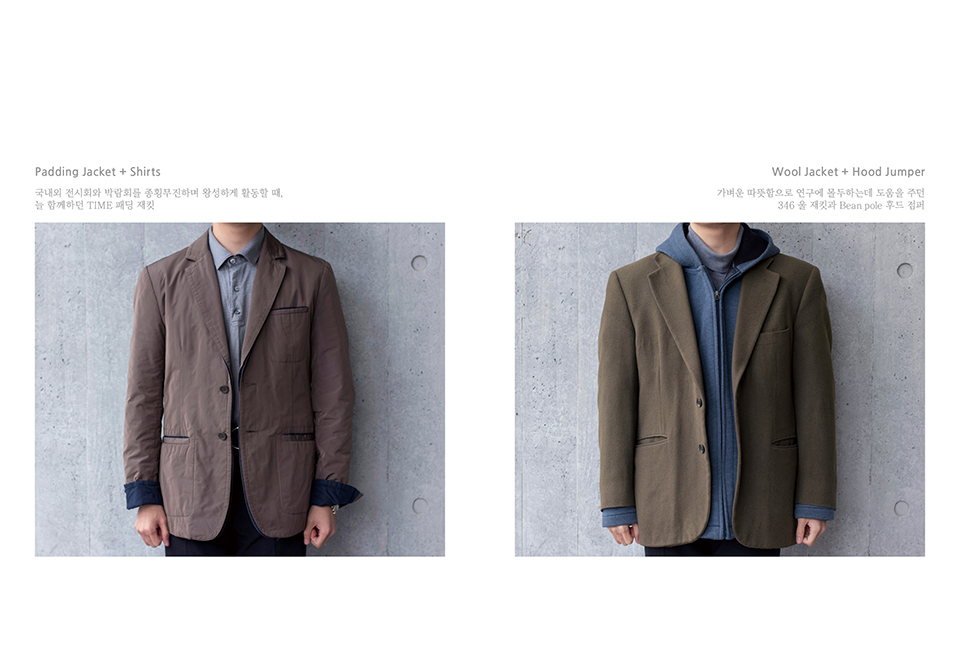 Padding Jacket + Shirts
국내외 전시회와 박람회를 종횡무진하며 왕성하게 활동할 때,
늘 함께하던 TIME 패딩 재킷
Wool Jacket + Hood Jumper
가벼운 따뜻함으로 연구에 몰두하는데 도움을 주던
346 울 재킷과 Bean pole 후드 점퍼